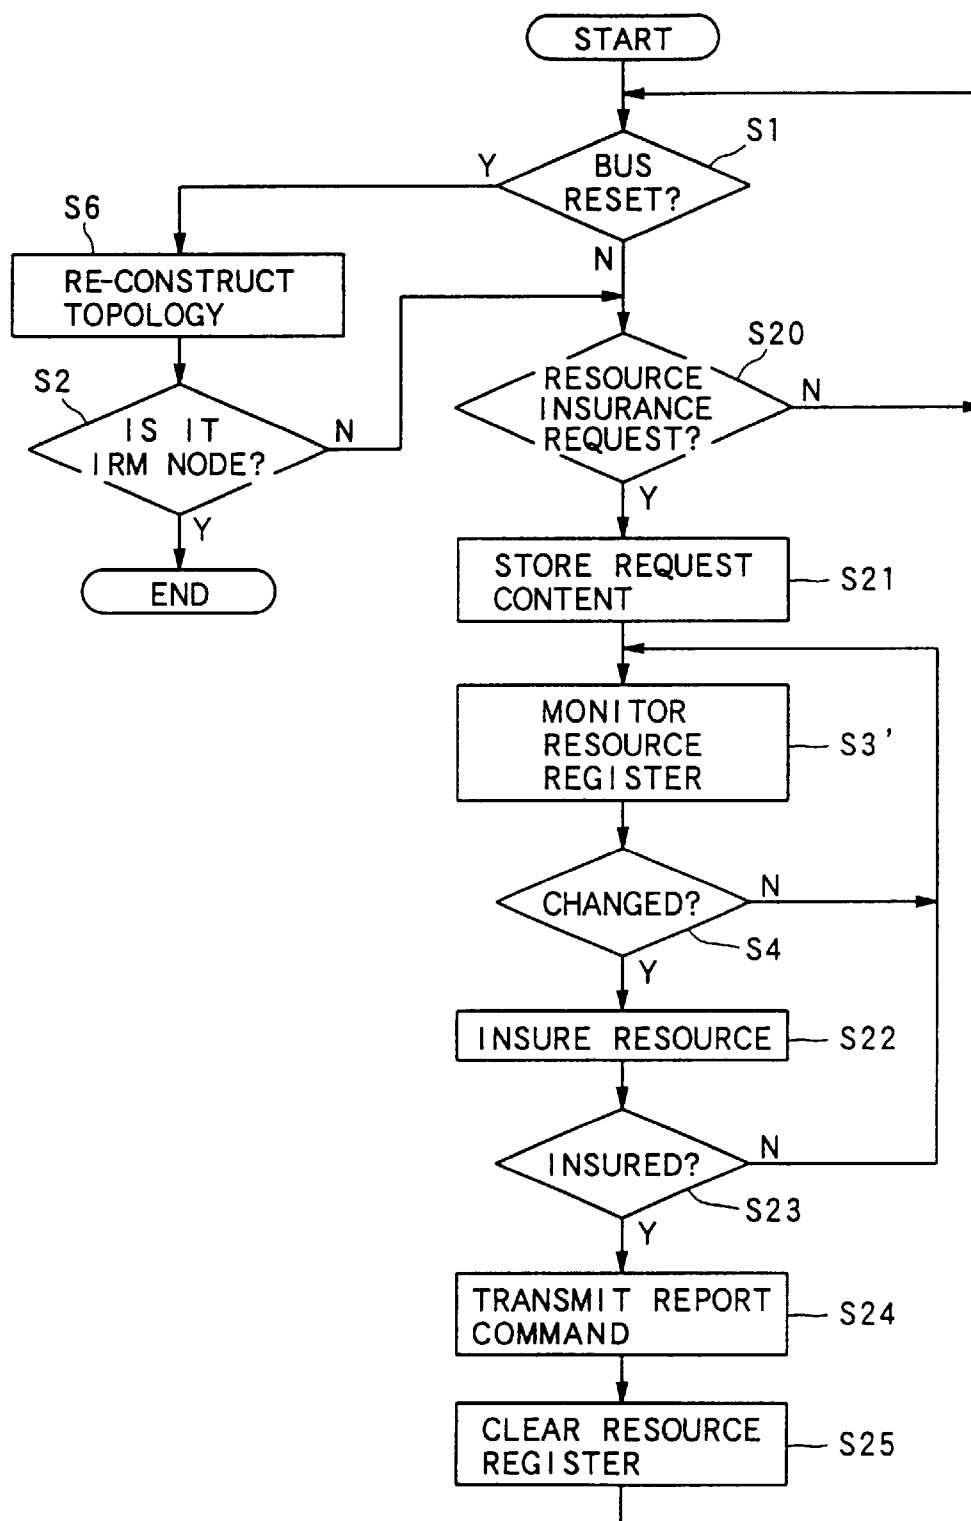 START
S1
BUS
RESET?
Y
N
S6
RE-CONSTRUCT
TOPOLOGY
S2
IS IT
IRM NODE?
N
Y
END
S20
RESOURCE
INSURANCE
REQUEST?
N
Y
STORE REQUEST
CONTENT
S21
MONITOR
RESOURCE
REGISTER
S3'
CHANGED?
N
S4
Y
INSURE RESOURCE
S22
INSURED?
N
S23
Y
TRANSMIT REPORT
COMMAND
S24
CLEAR RESOURCE
REGISTER
S25